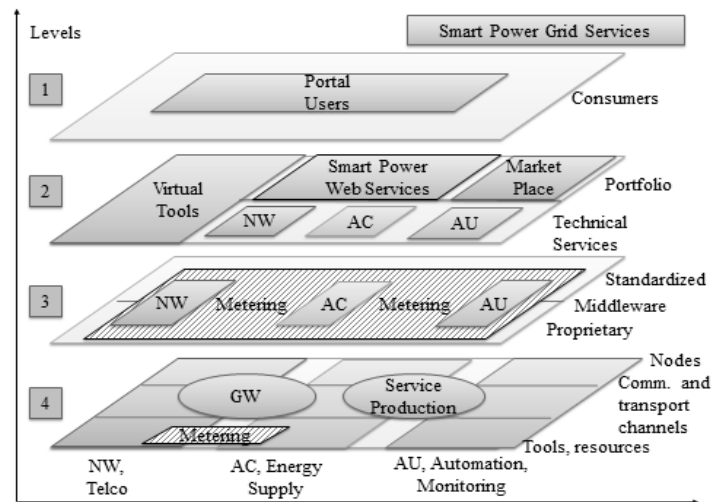 Levels
Smart Power Grid Services
1
Portal
Users
Consumers
2
Virtual
Tools
Smart Power
Web Services
Market
Place
Portfolio
NW
AC
AU
Technical
Services
3
NW
Metering
AC
Metering
AU
Standardized
Middleware
Proprietary
4
GW
Service
Production
Metering
Nodes
Comm. and
transport
channels
Tools, resources
NW,
Telco
AC, Energy
Supply
AU, Automation,
Monitoring